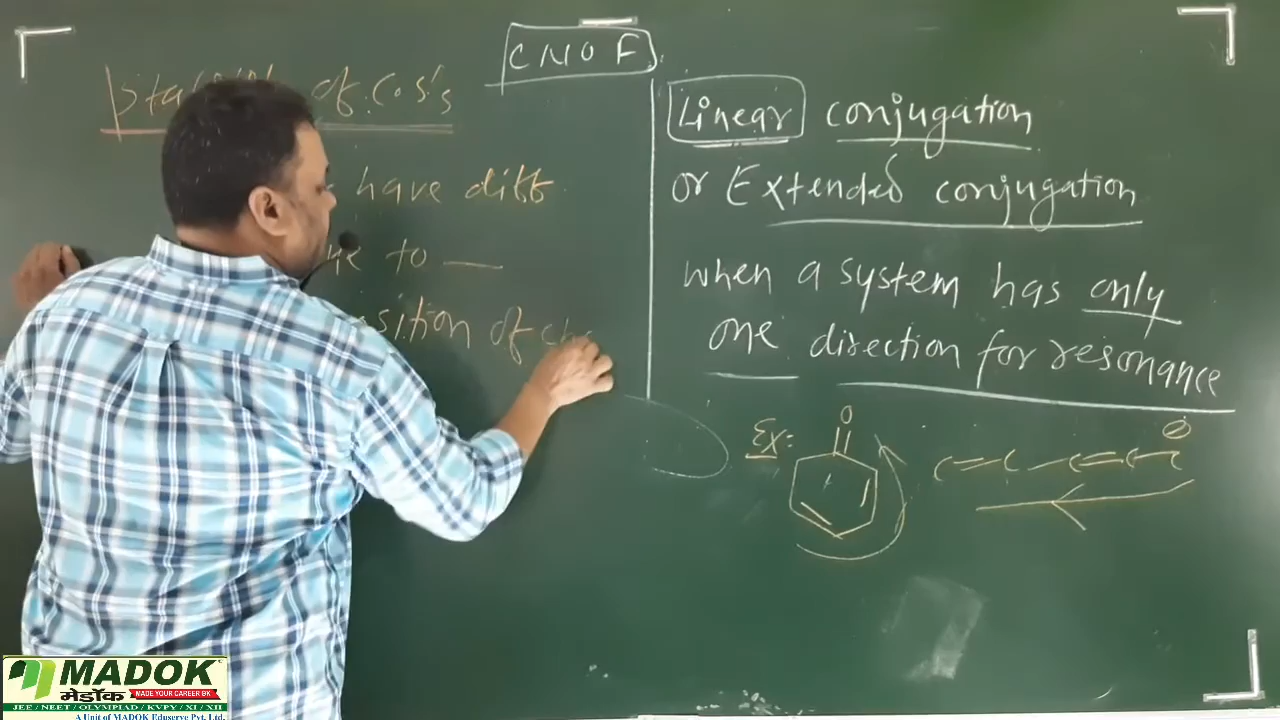 CNOF
of Cos's
have diff
to —
of
Linear conjugation
or Extended conjugation
when a system has only
one direction for resonance
Ex:
O
C=C-C=C-C
⊖
MADOK
मेडॉक MADE YOUR CAREER BK
JEE / NEET / OLYMPIAD / KVPY / XI / XII
A Unit of MADOK Eduserve Pvt. Ltd.